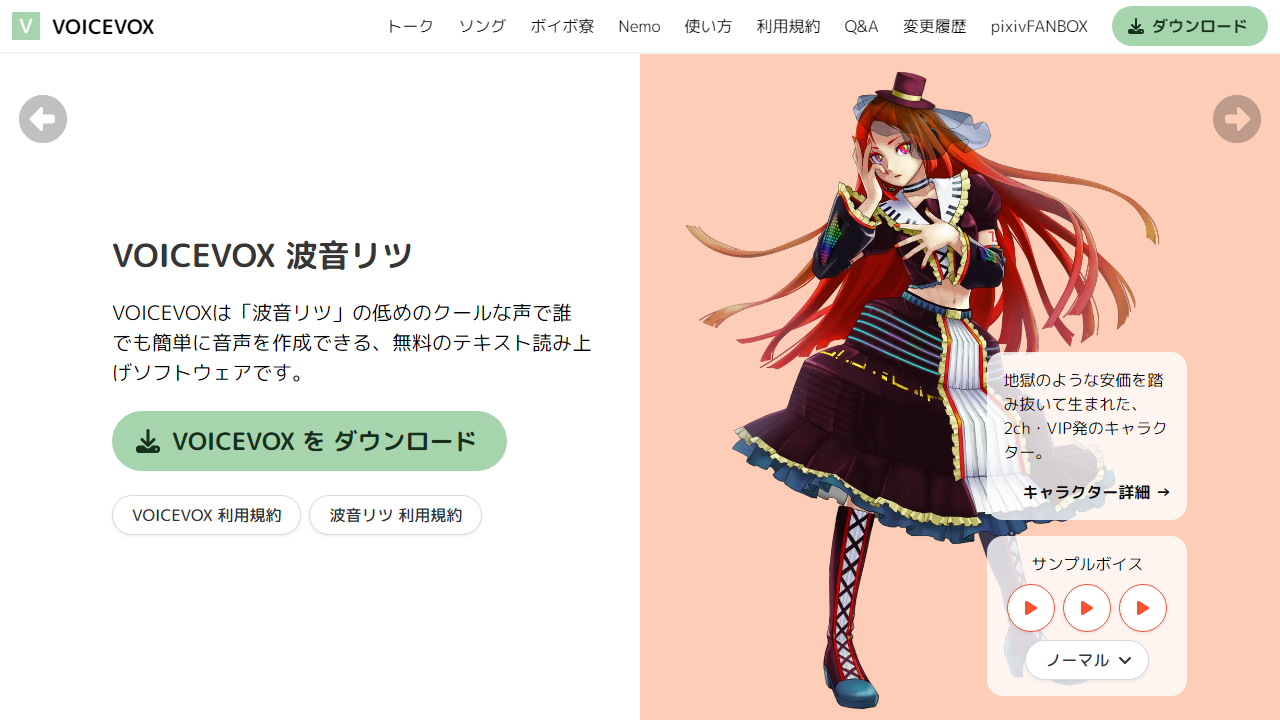 V VOICEVOX トーク ソング ボイボ寮 Nemo 使い方 利用規約 Q&A 変更履歴 pixivFANBOX ダウンロード
VOICEVOX 波音リツ
VOICEVOXは「波音リツ」の低めのクールな声で誰
でも簡単に音声を作成できる、無料のテキスト読み上
げソフトウェアです。
VOICEVOX を ダウンロード
VOICEVOX 利用規約 波音リツ 利用規約
地獄のような安価を踏
み抜いて生まれた、
2ch・VIP発のキャラク
ター。
キャラクター詳細 →
サンプルボイス
ノーマル